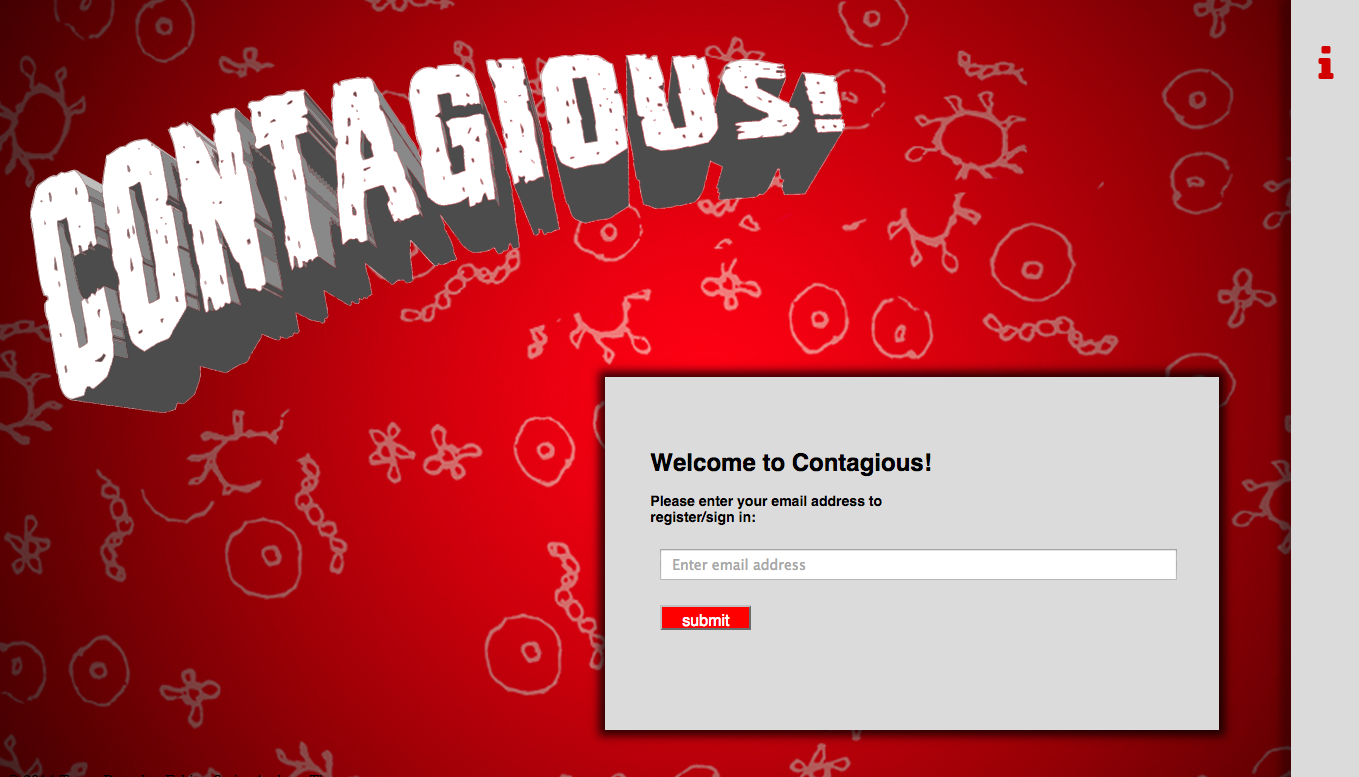 CONTAGIOUS!
i
Welcome to Contagious!
Please enter your email address to
register/sign in:
Enter email address
submit